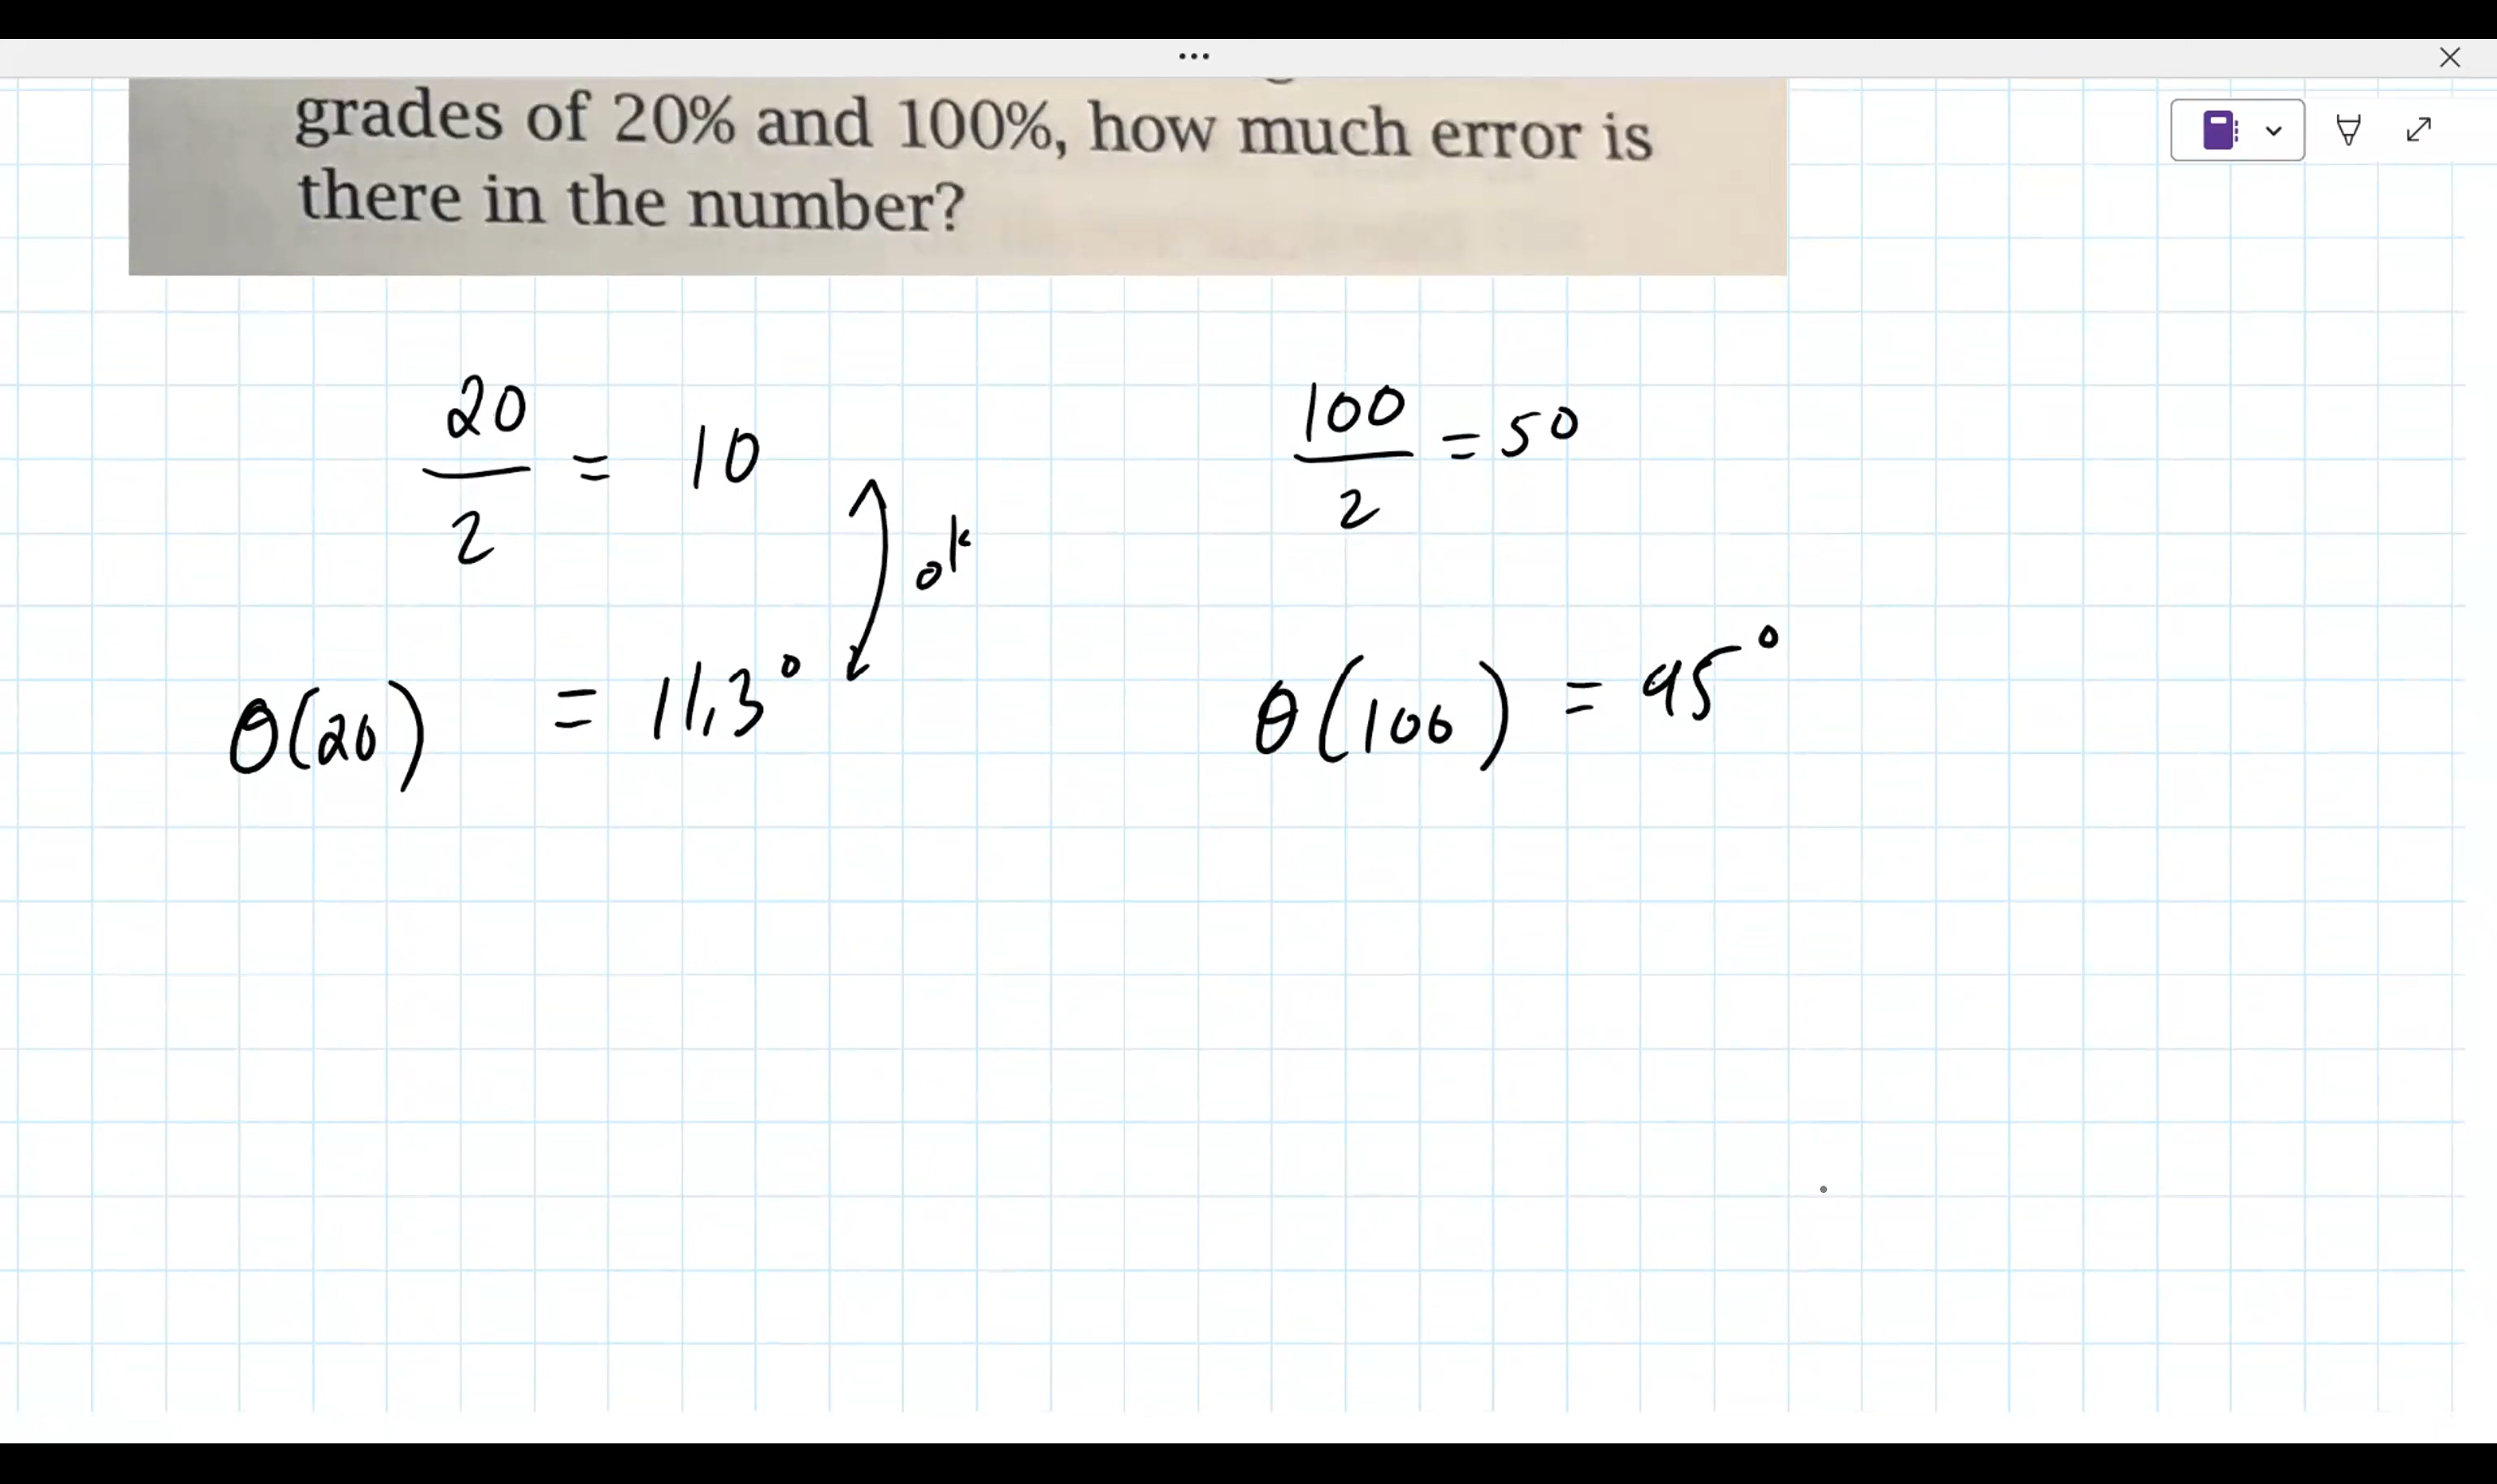 grades of 20% and 100%, how much error is
there in the number?
20/2 = 10
100/2 = 50
ok
θ(20) = 11,3°
θ(100) = 45°